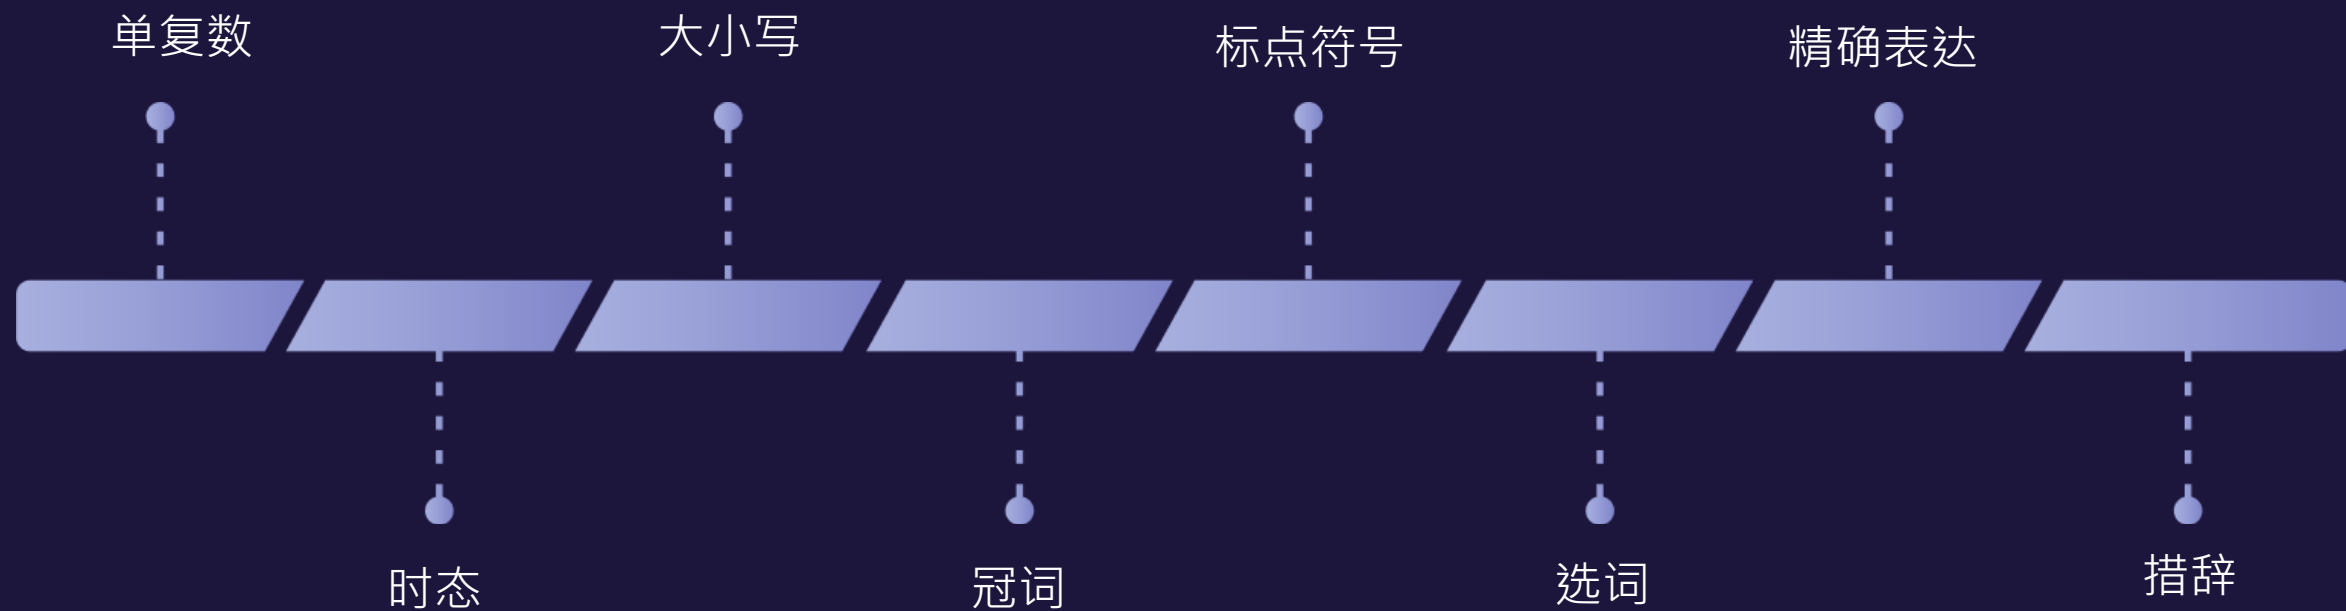 单复数
大小写
标点符号
精确表达
时态
冠词
选词
措辞